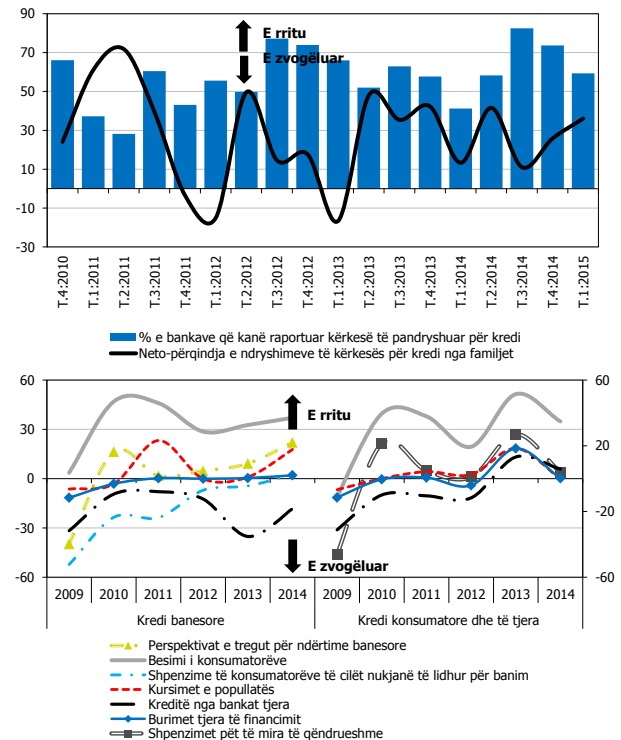 90
70
50
30
10
-10
-30
E rritu
E zvogëluar
T.4:2010
T.1:2011
T.2:2011
T.3:2011
T.4:2011
T.1:2012
T.2:2012
T.3:2012
T.4:2012
T.1:2013
T.2:2013
T.3:2013
T.4:2013
T.1:2014
T.2:2014
T.3:2014
T.4:2014
T.1:2015
% e bankave që kanë raportuar kërkesë të pandryshuar për kredi
Neto-përqindja e ndryshimeve të kërkesës për kredi nga familjet
60
30
0
-30
-60
60
20
-20
-60
E rritu
E zvogëluar
2009 2010 2011 2012 2013 2014 2009 2010 2011 2012 2013 2014
Kredi banesore Kredi konsumatore dhe të tjera
Perspektivat e tregut për ndërtime banesore
Besimi i konsumatorëve
Shpenzime të konsumatorëve të cilët nukjanë të lidhur për banim
Kursimet e popullatës
Kreditë nga bankat tjera
Burimet tjera të financimit
Shpenzimet pët të mira të qëndrueshme